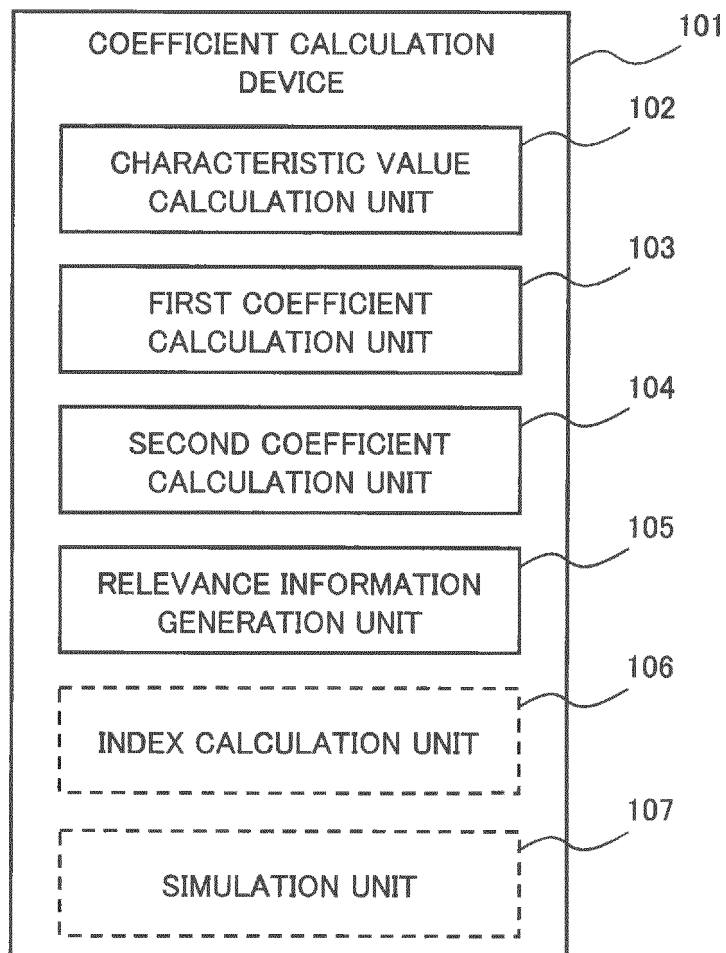 COEFFICIENT CALCULATION
DEVICE
101
102
CHARACTERISTIC VALUE
CALCULATION UNIT
103
FIRST COEFFICIENT
CALCULATION UNIT
104
SECOND COEFFICIENT
CALCULATION UNIT
105
RELEVANCE INFORMATION
GENERATION UNIT
106
INDEX CALCULATION UNIT
107
SIMULATION UNIT